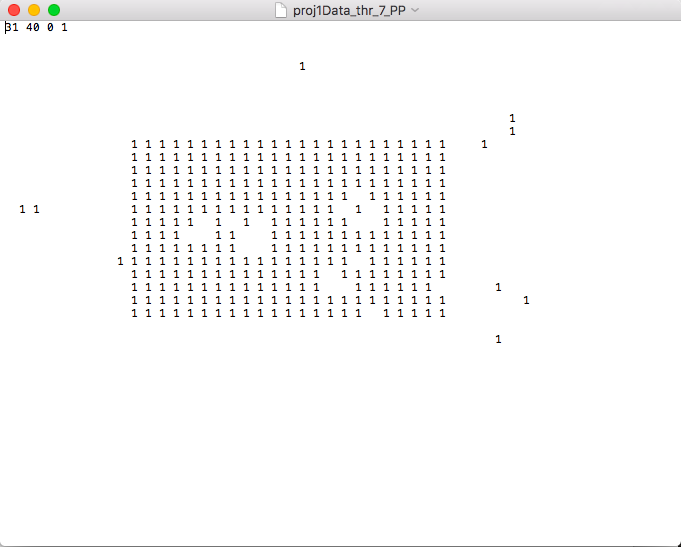 proj1Data_thr_7_PP
31 40 0 1
1
1
1
1 1 1 1 1 1 1 1 1 1 1 1 1 1 1 1 1 1 1 1 1 1 1     1
1 1 1 1 1 1 1 1 1 1 1 1 1 1 1 1 1 1 1 1 1 1 1
1 1 1 1 1 1 1 1 1 1 1 1 1 1 1 1 1 1 1 1 1 1 1
1 1 1 1 1 1 1 1 1 1 1 1 1 1 1 1 1 1 1 1 1 1 1
1 1 1 1 1 1 1 1 1 1 1 1 1 1 1 1   1 1 1 1 1 1
1 1             1 1 1 1 1 1 1 1 1 1 1 1 1 1 1   1   1 1 1 1 1
1 1 1 1 1   1   1   1 1 1 1 1 1     1 1 1 1 1
1 1 1 1     1 1     1 1 1 1 1 1 1 1 1 1 1 1 1
1 1 1 1 1 1 1 1     1 1 1 1 1 1 1 1 1 1 1 1 1
1 1 1 1 1 1 1 1 1 1 1 1 1 1 1 1 1   1 1 1 1 1 1
1 1 1 1 1 1 1 1 1 1 1 1 1 1   1 1 1 1 1 1 1 1
1 1 1 1 1 1 1 1 1 1 1 1 1 1     1 1 1 1 1 1         1
1 1 1 1 1 1 1 1 1 1 1 1 1 1 1 1 1 1 1 1 1 1 1           1
1 1 1 1 1 1 1 1 1 1 1 1 1 1 1 1 1   1 1 1 1 1
1